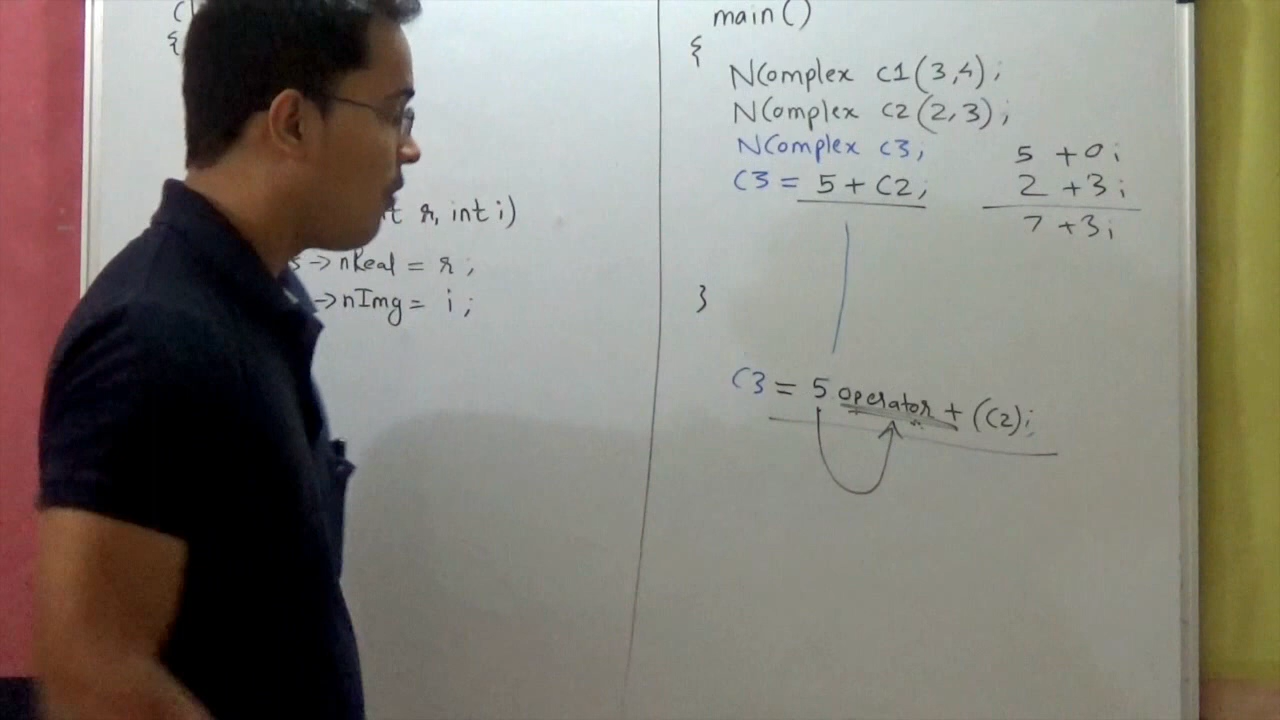 {
t r, int i)
s->nReal = r;
->nImg = i;
main()
{
NComplex c1(3,4);
NComplex c2(2,3);
NComplex c3;
C3 = 5 + C2;
5 + 0i
2 + 3i
7 + 3i
}
C3 = 5 operator + (C2);